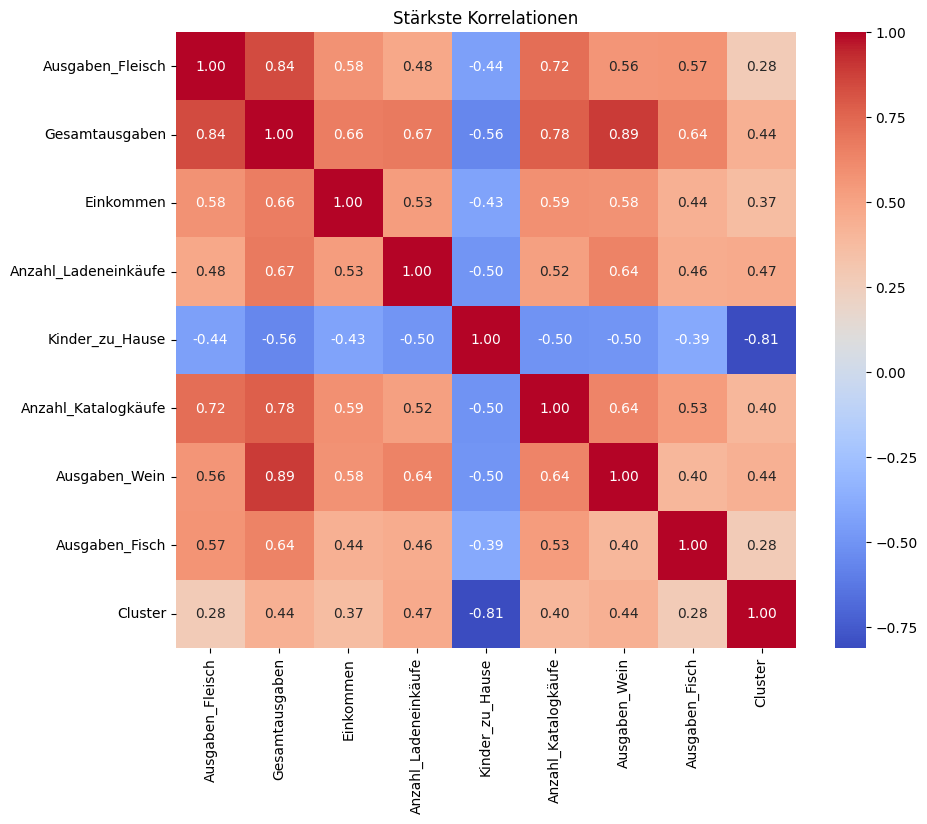 Stärkste Korrelationen
Ausgaben_Fleisch 1.00 0.84 0.58 0.48 -0.44 0.72 0.56 0.57 0.28
Gesamtausgaben 0.84 1.00 0.66 0.67 -0.56 0.78 0.89 0.64 0.44
Einkommen 0.58 0.66 1.00 0.53 -0.43 0.59 0.58 0.44 0.37
Anzahl_Ladeneinkäufe 0.48 0.67 0.53 1.00 -0.50 0.52 0.64 0.46 0.47
Kinder_zu_Hause -0.44 -0.56 -0.43 -0.50 1.00 -0.50 -0.50 -0.39 -0.81
Anzahl_Katalogkäufe 0.72 0.78 0.59 0.52 -0.50 1.00 0.64 0.53 0.40
Ausgaben_Wein 0.56 0.89 0.58 0.64 -0.50 0.64 1.00 0.40 0.44
Ausgaben_Fisch 0.57 0.64 0.44 0.46 -0.39 0.53 0.40 1.00 0.28
Cluster 0.28 0.44 0.37 0.47 -0.81 0.40 0.44 0.28 1.00
Ausgaben_Fleisch
Gesamtausgaben
Einkommen
Anzahl_Ladeneinkäufe
Kinder_zu_Hause
Anzahl_Katalogkäufe
Ausgaben_Wein
Ausgaben_Fisch
Cluster
1.00
0.75
0.50
0.25
0.00
−0.25
−0.50
−0.75